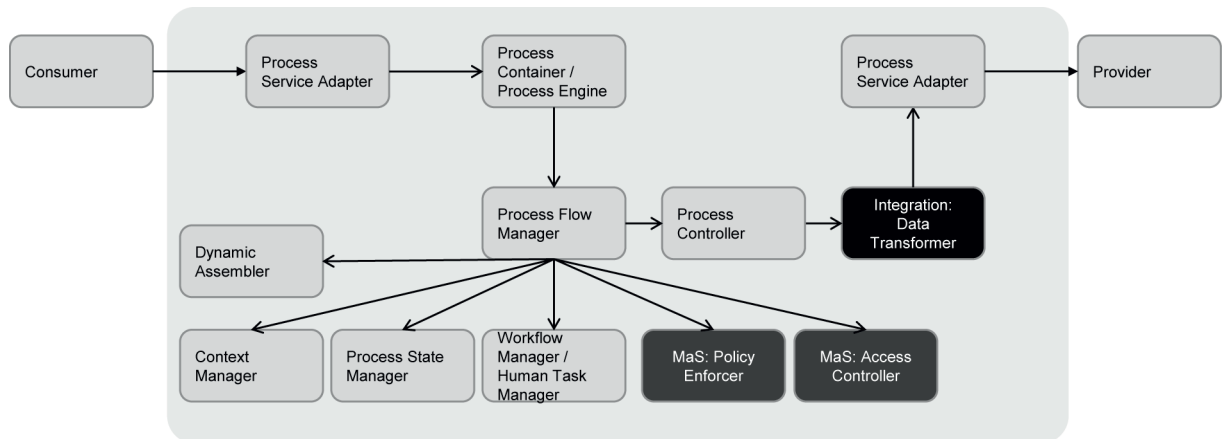 Consumer
Process
Service Adapter
Process
Container /
Process Engine
Process
Service Adapter
Provider
Process Flow
Manager
Process
Controller
Integration:
Data
Transformer
Dynamic
Assembler
Context
Manager
Process State
Manager
Workflow
Manager /
Human Task
Manager
MaS: Policy
Enforcer
MaS: Access
Controller